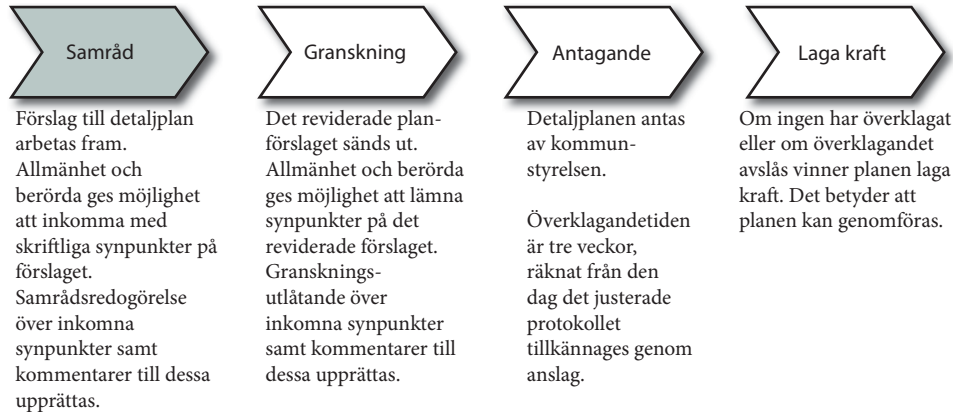 Samråd
Förslag till detaljplan
arbetas fram.
Allmänhet och
berörda ges möjlighet
att inkomma med
skriftliga synpunkter på
förslaget.
Samrådsredogörelse
över inkomna
synpunkter samt
kommentarer till dessa
upprättas.
Granskning
Det reviderade plan-
förslaget sänds ut.
Allmänhet och berörda
ges möjlighet att lämna
synpunkter på det
reviderade förslaget.
Gransknings-
utlåtande över
inkomna synpunkter
samt kommentarer till
dessa upprättas.
Antagande
Detaljplanen antas
av kommun-
styrelsen.
Överklagandetiden
är tre veckor,
räknat från den
dag det justerade
protokollet
tillkännages genom
anslag.
Laga kraft
Om ingen har överklagat
eller om överklagandet
avslås vinner planen laga
kraft. Det betyder att
planen kan genomföras.